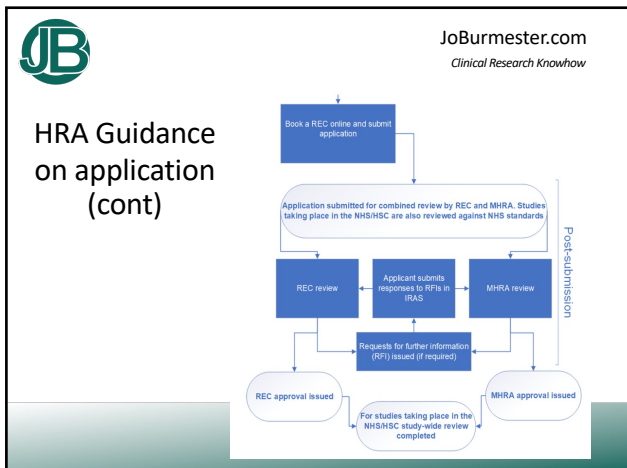 JB
JoBurmester.com
Clinical Research Knowhow
HRA Guidance
on application
(cont)
Book a REC online and submit
application
Application submitted for combined review by REC and MHRA. Studies
taking place in the NHS/HSC are also reviewed against NHS standards
Post-submission
REC review
Applicant submits
responses to RFIs in
IRAS
MHRA review
Requests for further information
(RFI) issued (if required)
REC approval issued
MHRA approval issued
For studies taking place in the
NHS/HSC study-wide review
completed